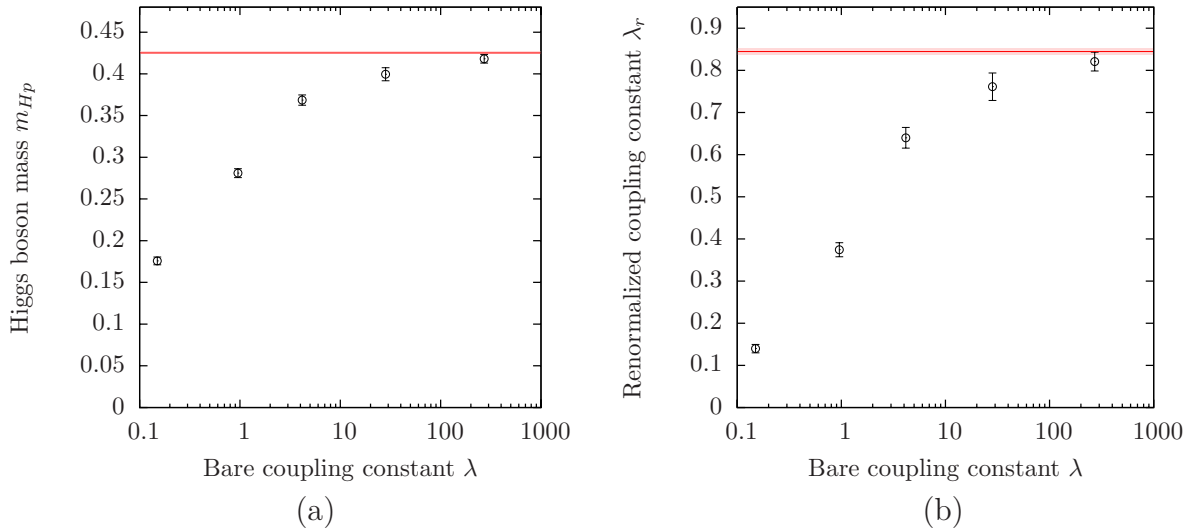 Higgs boson mass m_{Hp}
0.45
0.4
0.35
0.3
0.25
0.2
0.15
0.1
0.05
0
0.1 1 10 100 1000
Bare coupling constant λ
(a)
Renormalized coupling constant λ_r
0.9
0.8
0.7
0.6
0.5
0.4
0.3
0.2
0.1
0
0.1 1 10 100 1000
Bare coupling constant λ
(b)